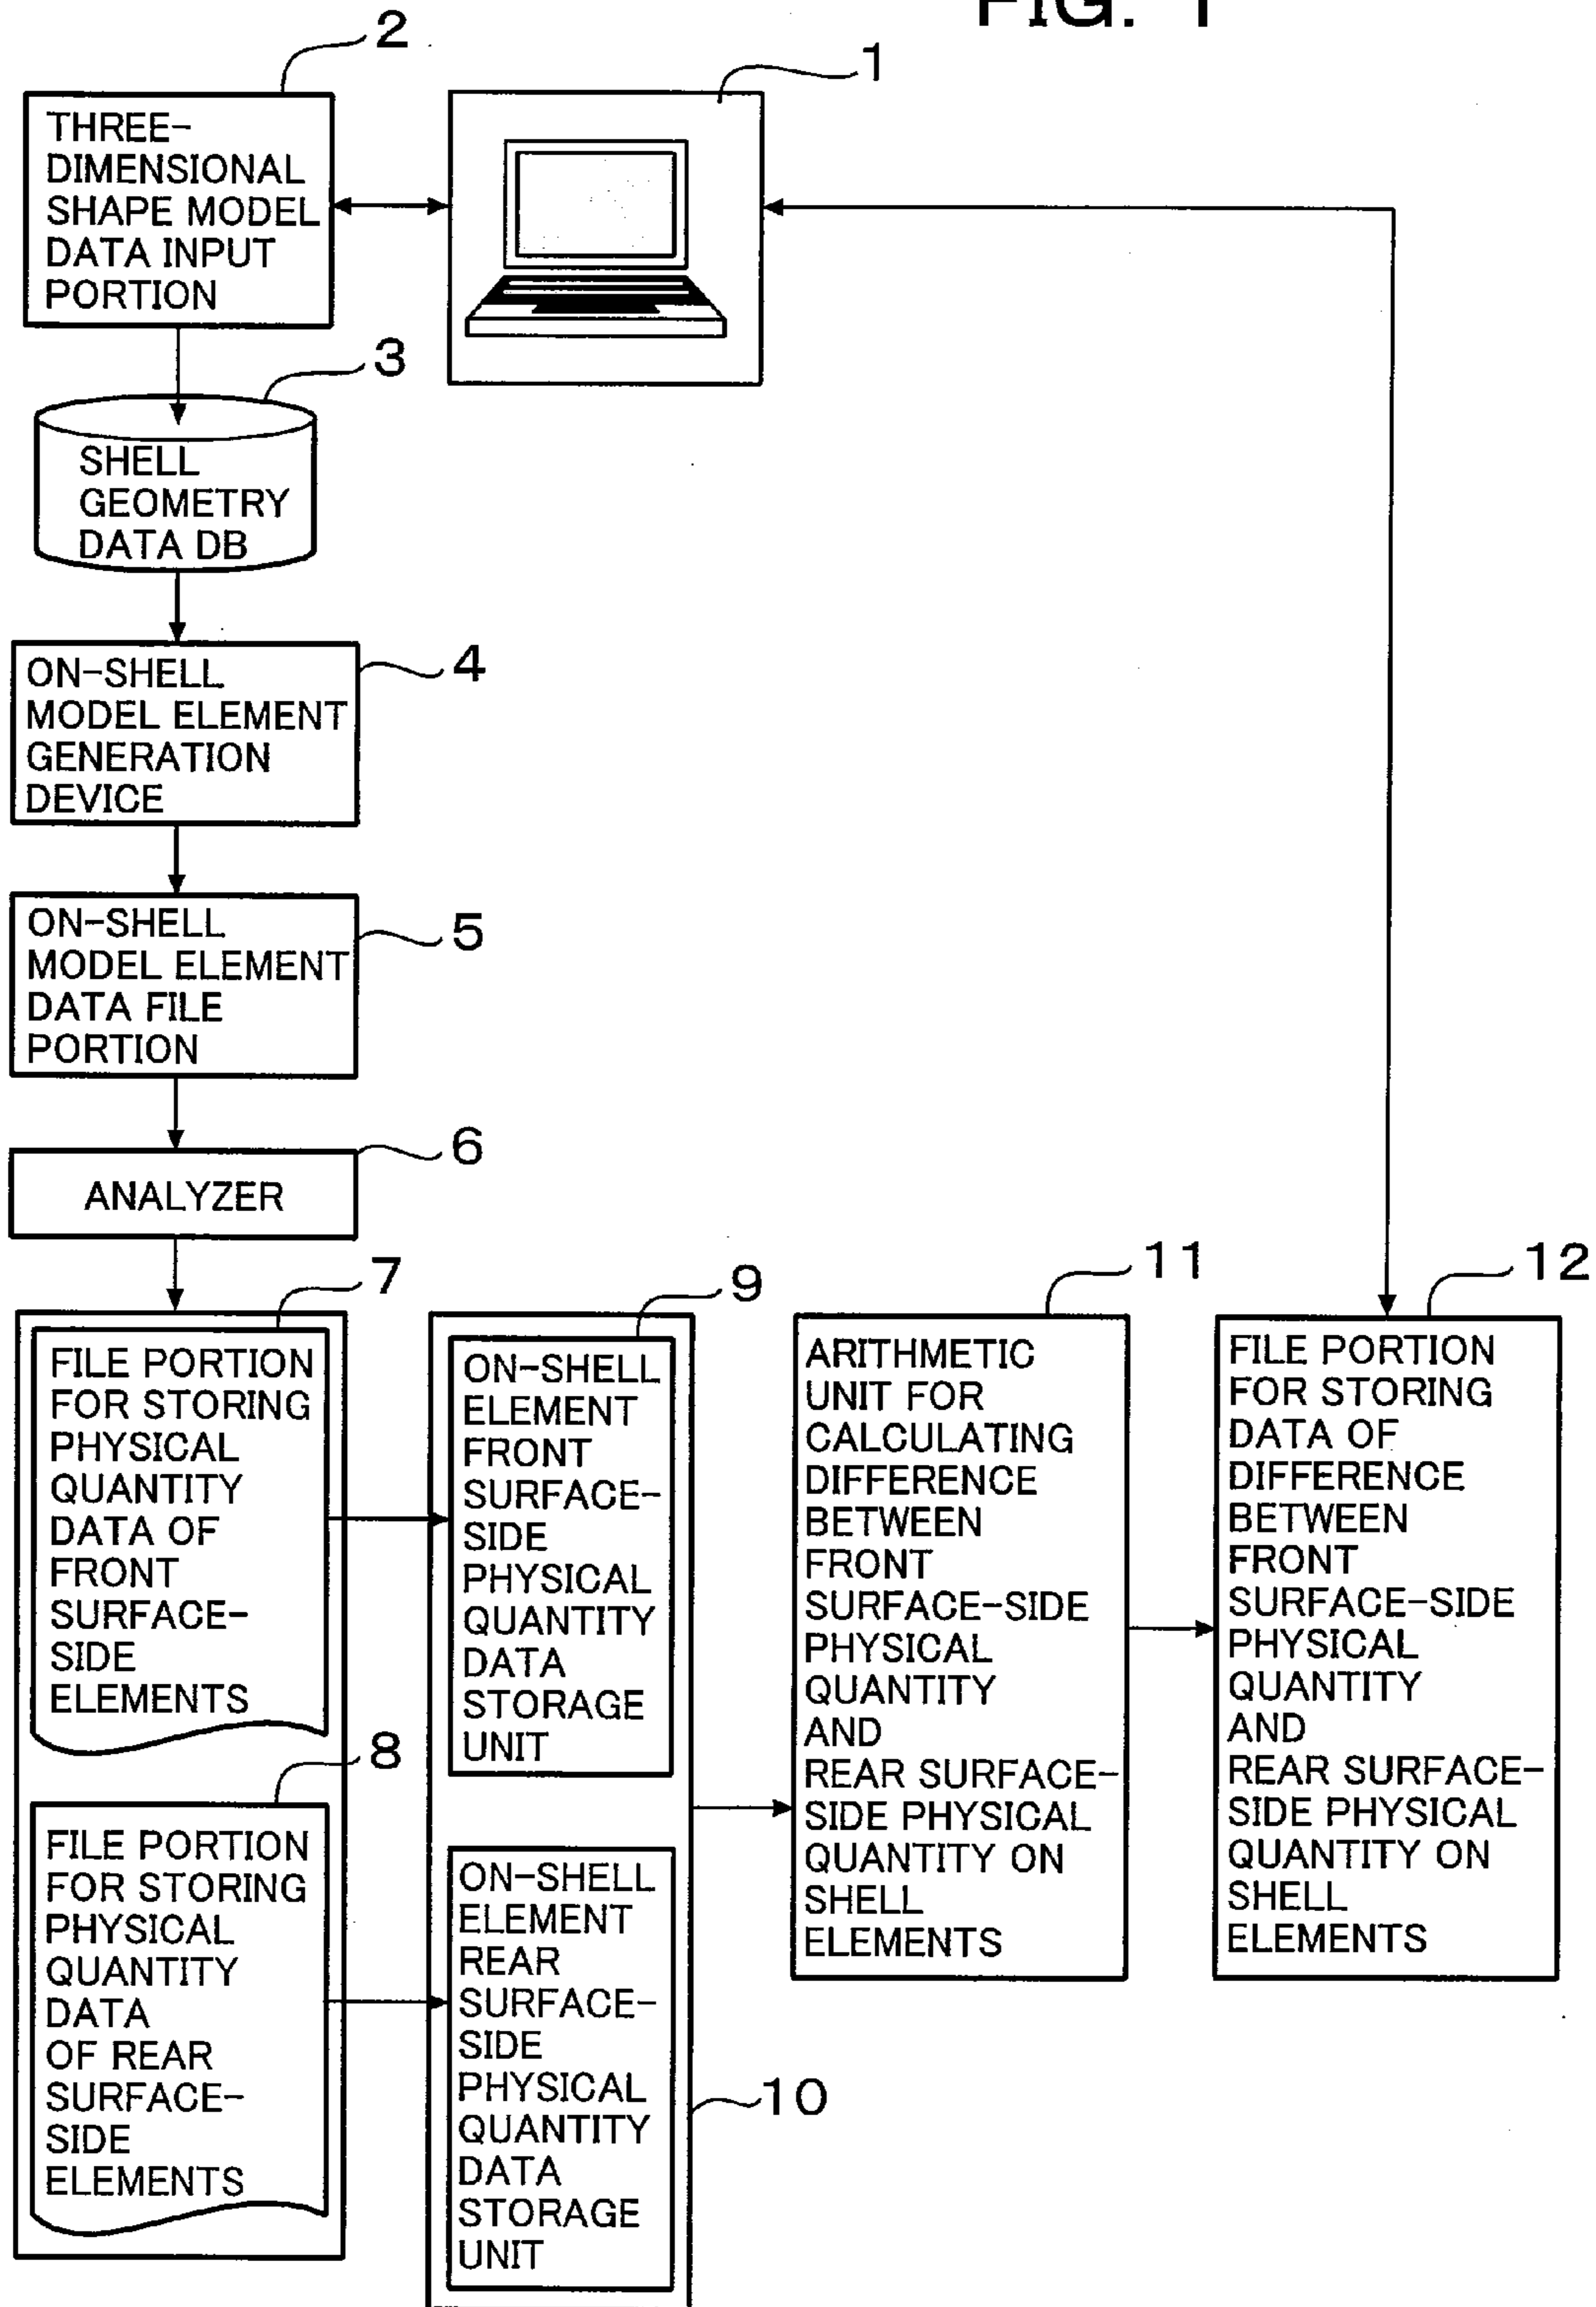 FIG. 1
2
1
THREE-
DIMENSIONAL
SHAPE MODEL
DATA INPUT
PORTION
3
SHELL
GEOMETRY
DATA DB
4
ON-SHELL
MODEL ELEMENT
GENERATION
DEVICE
5
ON-SHELL
MODEL ELEMENT
DATA FILE
PORTION
6
ANALYZER
7
FILE PORTION
FOR STORING
PHYSICAL
QUANTITY
DATA OF
FRONT
SURFACE-
SIDE
ELEMENTS
8
FILE PORTION
FOR STORING
PHYSICAL
QUANTITY
DATA
OF REAR
SURFACE-
SIDE
ELEMENTS
9
ON-SHELL
ELEMENT
FRONT
SURFACE-
SIDE
PHYSICAL
QUANTITY
DATA
STORAGE
UNIT
10
ON-SHELL
ELEMENT
REAR
SURFACE-
SIDE
PHYSICAL
QUANTITY
DATA
STORAGE
UNIT
11
ARITHMETIC
UNIT FOR
CALCULATING
DIFFERENCE
BETWEEN
FRONT
SURFACE-SIDE
PHYSICAL
QUANTITY
AND
REAR SURFACE-
SIDE PHYSICAL
QUANTITY ON
SHELL
ELEMENTS
12
FILE PORTION
FOR STORING
DATA OF
DIFFERENCE
BETWEEN
FRONT
SURFACE-SIDE
PHYSICAL
QUANTITY
AND
REAR SURFACE-
SIDE PHYSICAL
QUANTITY ON
SHELL
ELEMENTS